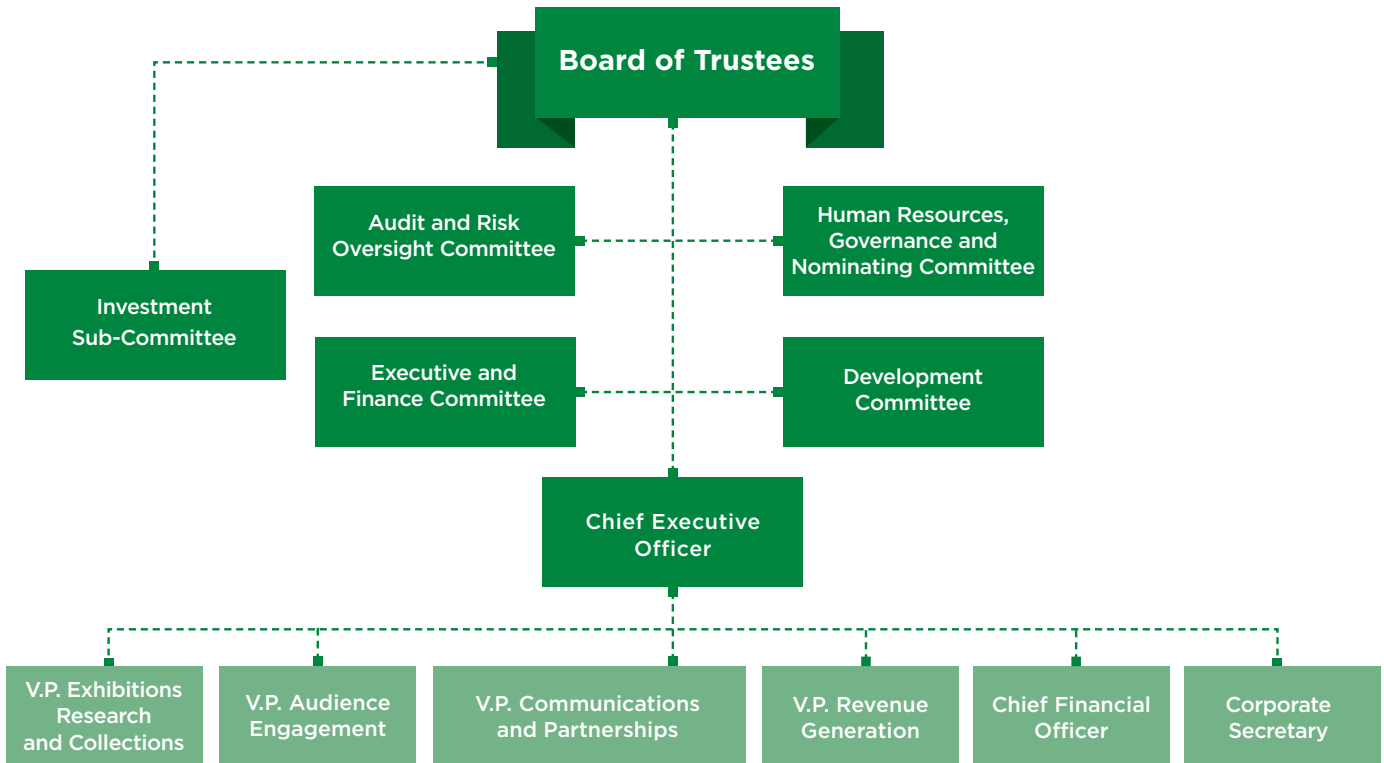 Board of Trustees
Audit and Risk
Oversight Committee
Human Resources,
Governance and
Nominating Committee
Investment
Sub-Committee
Executive and
Finance Committee
Development
Committee
Chief Executive
Officer
V.P. Exhibitions
Research
and Collections
V.P. Audience
Engagement
V.P. Communications
and Partnerships
V.P. Revenue
Generation
Chief Financial
Officer
Corporate
Secretary